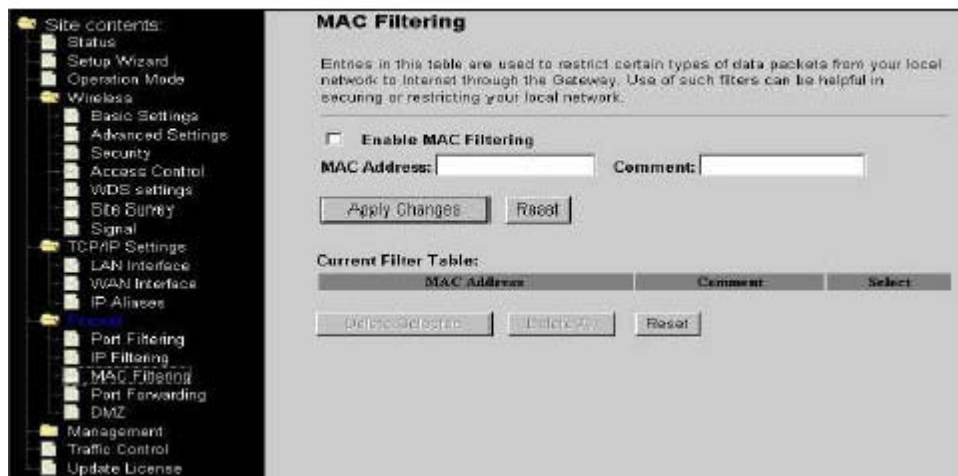 Site contents:
Status
Setup Wizard
Operation Mode
Wireless
Basic Settings
Advanced Settings
Security
Access Control
WDS settings
Site Survey
Signal
TCP/IP Settings
LAN Interface
WAN Interface
IP Aliases
Firewall
Port Filtering
IP Filtering
MAC Filtering
Port Forwarding
DMZ
Management
Traffic Control
Update License
MAC Filtering
Entries in this table are used to restrict certain types of data packets from your local
network to Internet through the Gateway. Use of such filters can be helpful in
securing or restricting your local network.
Enable MAC Filtering
MAC Address: Comment:
Apply Changes Reset
Current Filter Table:
MAC Address Comment Select
Delete Selected Delete All Reset